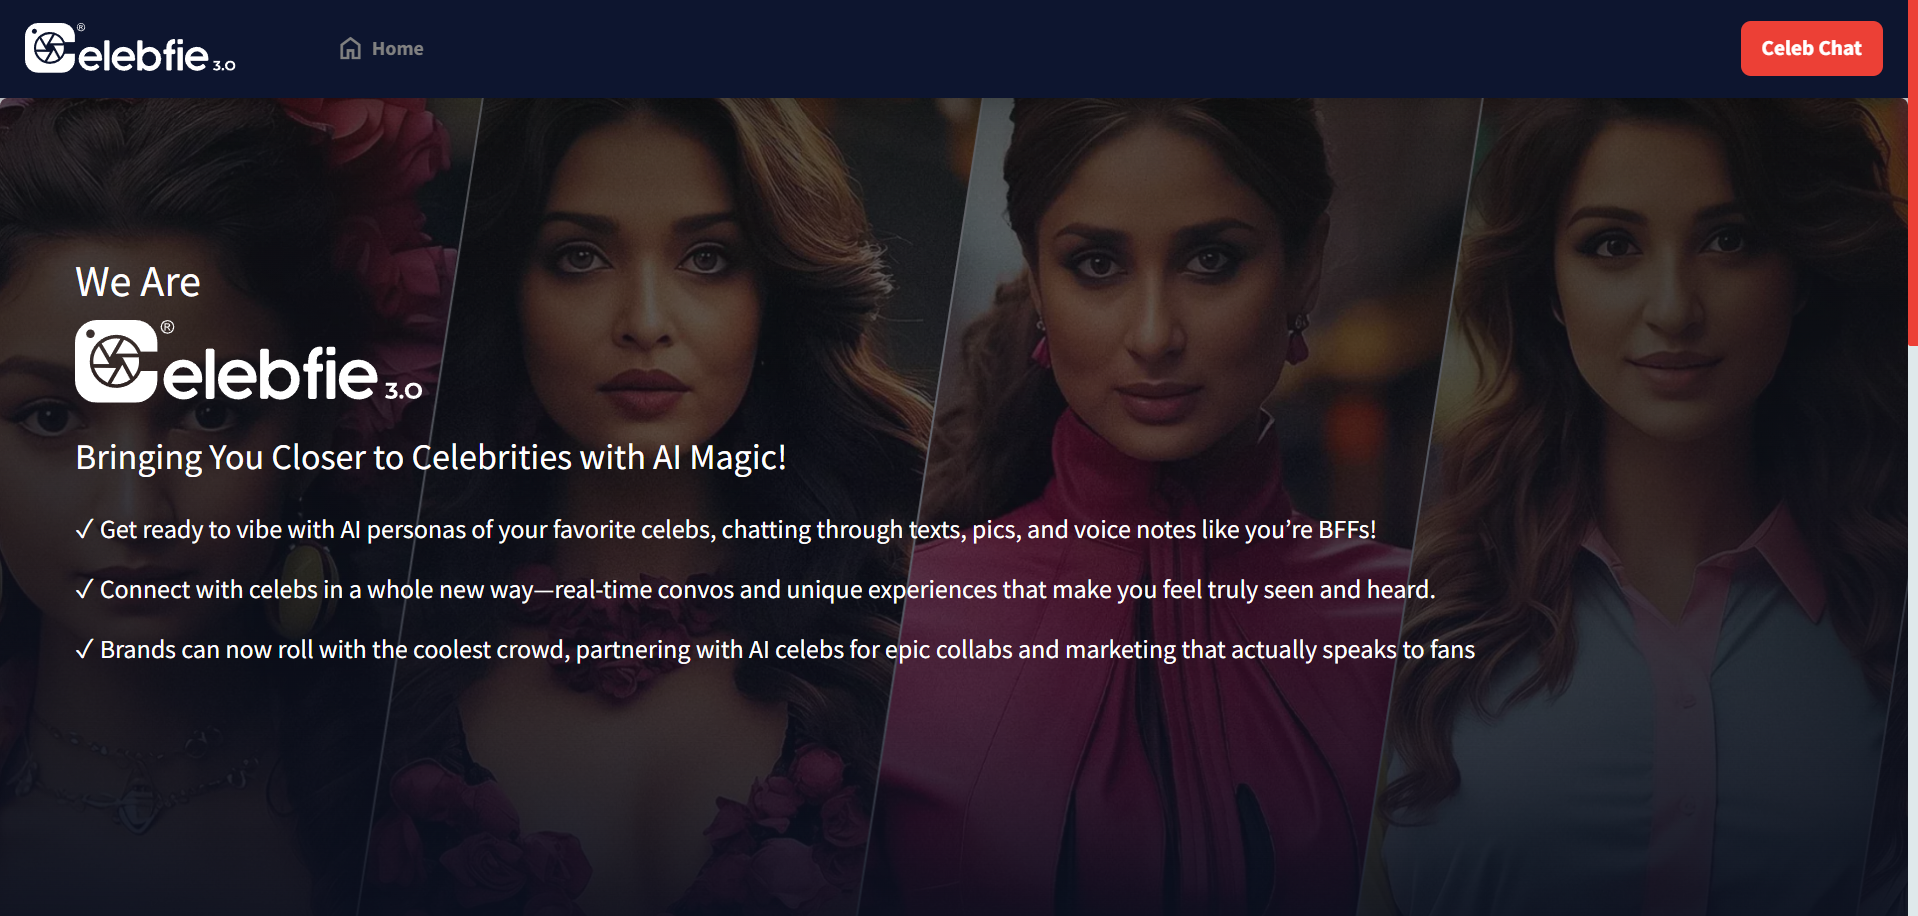 Celebfie 3.0 ®
Home
Celeb Chat
We Are
Celebfie 3.0 ®
Bringing You Closer to Celebrities with AI Magic!
✓ Get ready to vibe with AI personas of your favorite celebs, chatting through texts, pics, and voice notes like you’re BFFs!
✓ Connect with celebs in a whole new way—real-time convos and unique experiences that make you feel truly seen and heard.
✓ Brands can now roll with the coolest crowd, partnering with AI celebs for epic collabs and marketing that actually speaks to fans